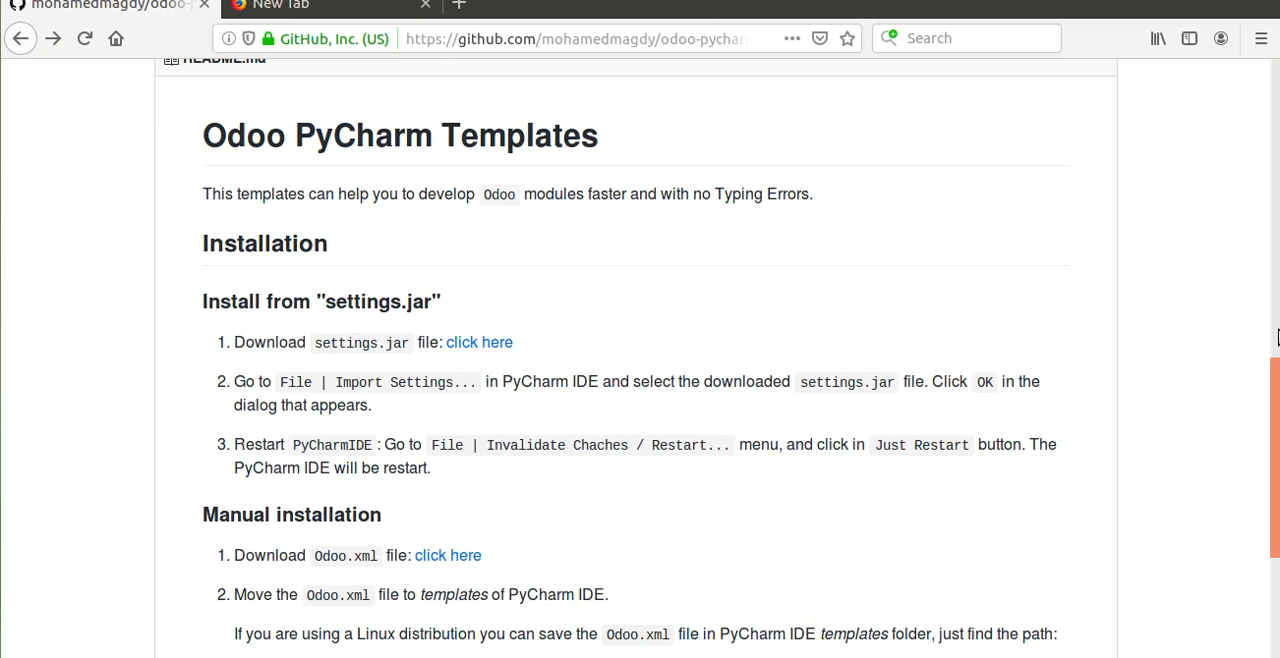 mohamedmagdy/odoo-p
New Tab
GitHub, Inc. (US) https://github.com/mohamedmagdy/odoo-pychar
Search
README.md
Odoo PyCharm Templates
This templates can help you to develop Odoo modules faster and with no Typing Errors.
Installation
Install from "settings.jar"
1. Download settings.jar file: click here
2. Go to File | Import Settings... in PyCharm IDE and select the downloaded settings.jar file. Click OK in the
dialog that appears.
3. Restart PyCharmIDE : Go to File | Invalidate Chaches / Restart... menu, and click in Just Restart button. The
PyCharm IDE will be restart.
Manual installation
1. Download Odoo.xml file: click here
2. Move the Odoo.xml file to templates of PyCharm IDE.
If you are using a Linux distribution you can save the Odoo.xml file in PyCharm IDE templates folder, just find the path: